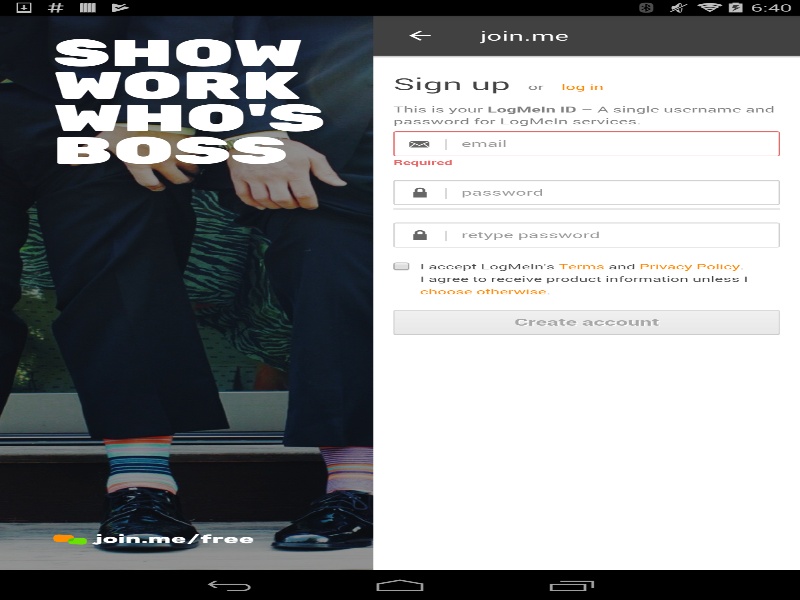 6:40
SHOW
WORK
WHO'S
BOSS
join.me/free
join.me
Sign up or log in
This is your LogMeIn ID – A single username and
password for LogMeIn services.
email
Required
password
retype password
I accept LogMeIn's Terms and Privacy Policy.
I agree to receive product information unless I
choose otherwise.
Create account